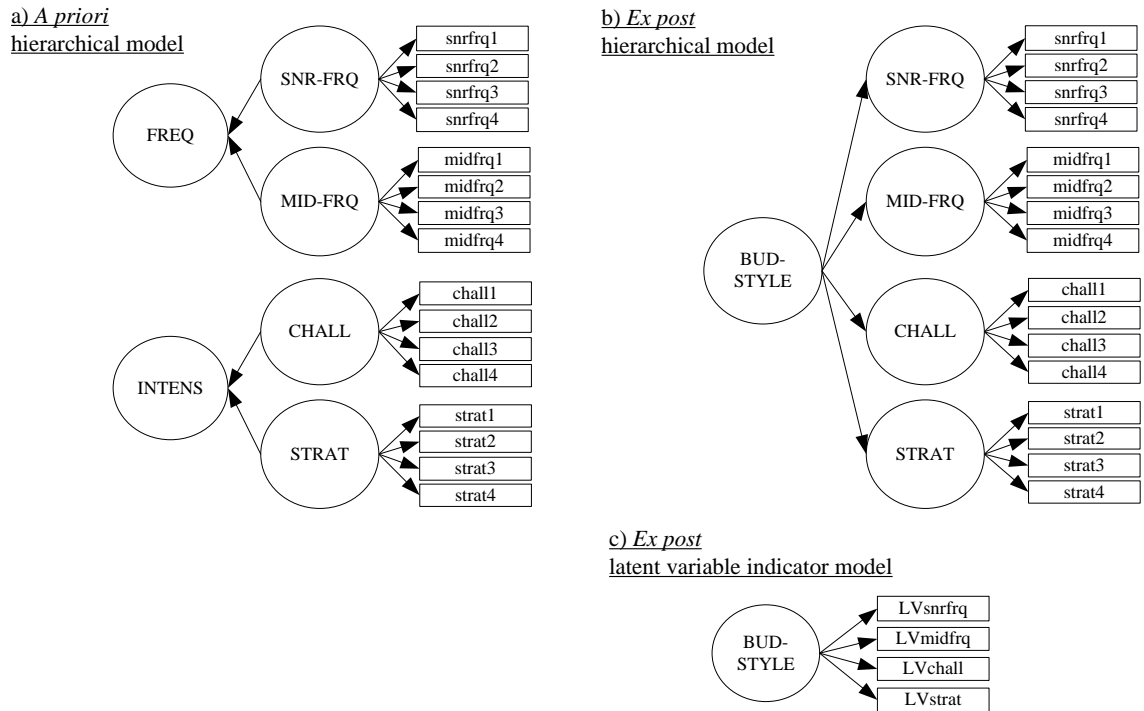 a) A priori
hierarchical model
FREQ
SNR-FRQ
snrfrq1
snrfrq2
snrfrq3
snrfrq4
MID-FRQ
midfrq1
midfrq2
midfrq3
midfrq4
INTENS
CHALL
chall1
chall2
chall3
chall4
STRAT
strat1
strat2
strat3
strat4
b) Ex post
hierarchical model
BUD-
STYLE
SNR-FRQ
snrfrq1
snrfrq2
snrfrq3
snrfrq4
MID-FRQ
midfrq1
midfrq2
midfrq3
midfrq4
CHALL
chall1
chall2
chall3
chall4
STRAT
strat1
strat2
strat3
strat4
c) Ex post
latent variable indicator model
BUD-
STYLE
LVsnrfrq
LVmidfrq
LVchall
LVstrat